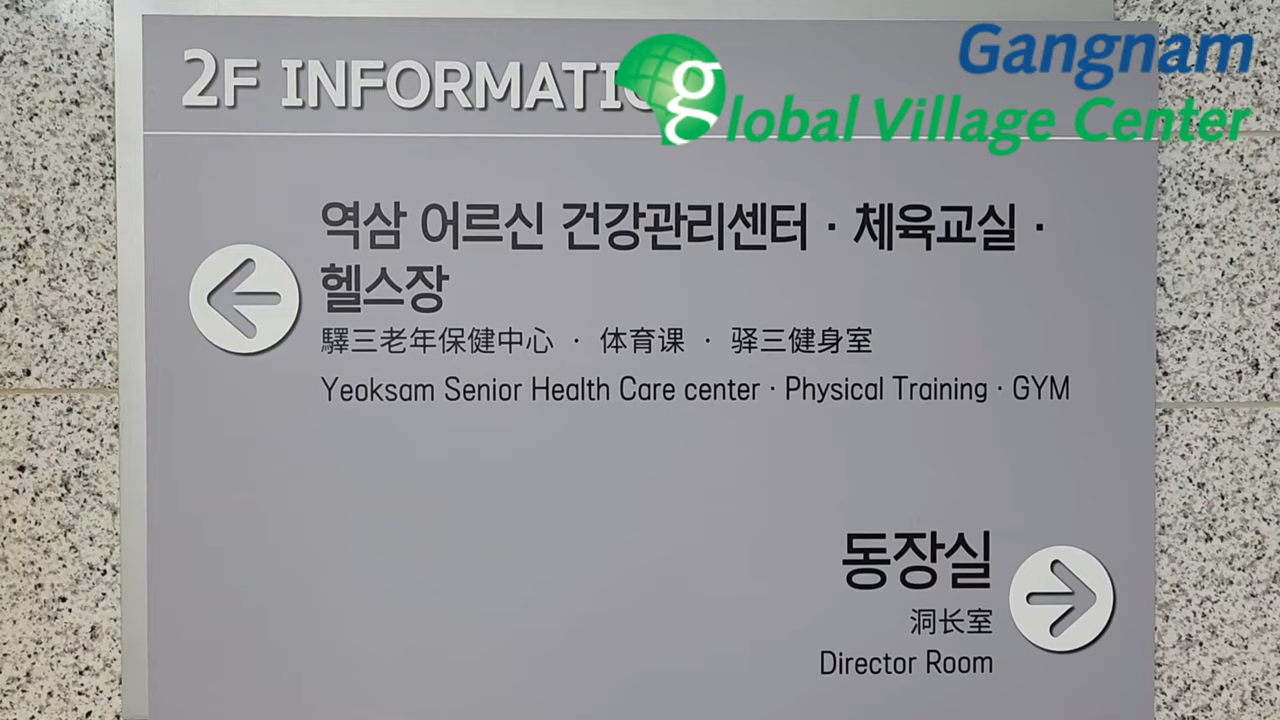 2F INFORMATIO
Gangnam
global Village Center
역삼 어르신 건강관리센터 · 체육교실 ·
헬스장
驛三老年保健中心 · 体育课 · 驿三健身室
Yeoksam Senior Health Care center · Physical Training · GYM
동장실
洞长室
Director Room